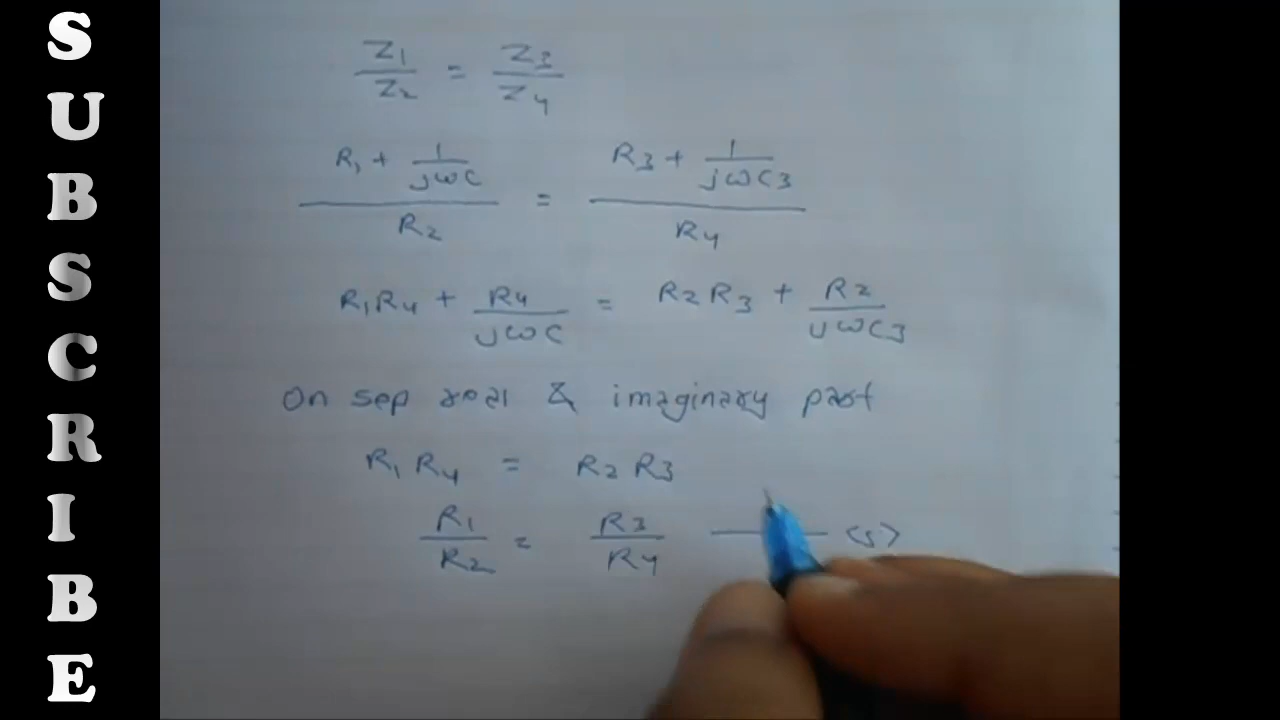 SUBSCRIBE
Z1/Z2 = Z3/Z4
(R1 + 1/jωC)/R2 = (R3 + 1/jωC3)/R4
R1R4 + R4/jωC = R2R3 + R2/jωC3
On sep real & imaginary part
R1R4 = R2R3
R1/R2 = R3/R4 — (5)